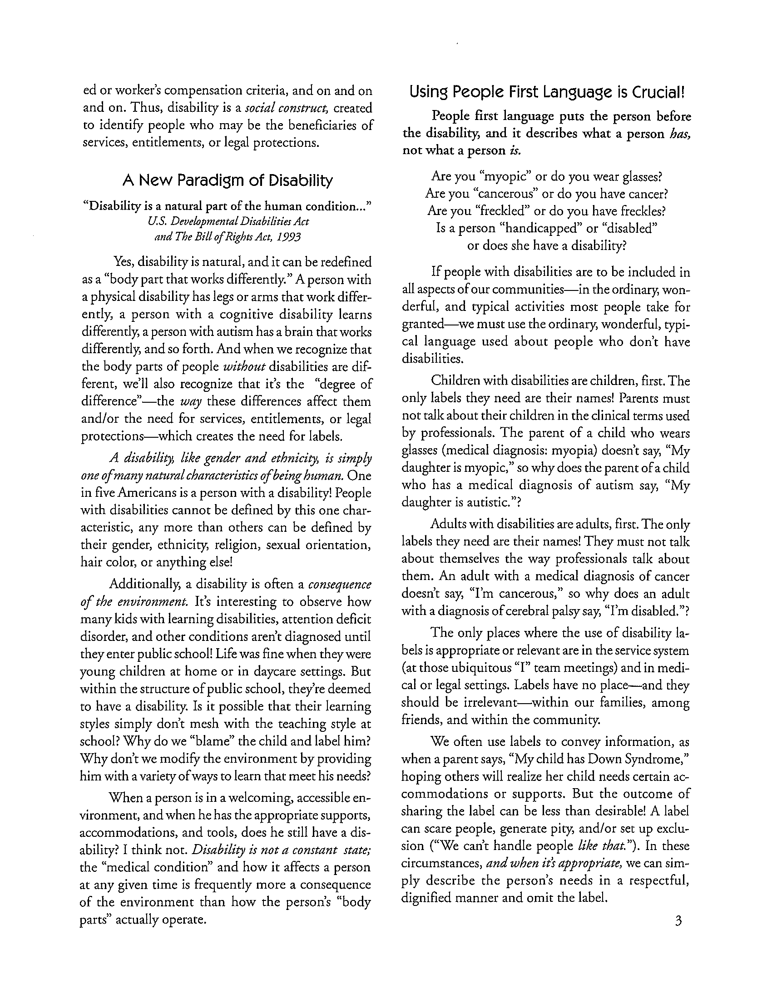 ed or worker's compensation criteria, and on and on
and on. Thus, disability is a social construct, created
to identify people who may be the beneficiaries of
services, entitlements, or legal protections.
A New Paradigm of Disability
“Disability is a natural part of the human condition...”
U.S. Developmental Disabilities Act
and The Bill of Rights Act, 1993
Yes, disability is natural, and it can be redefined
as a “body part that works differently.” A person with
a physical disability has legs or arms that work differ-
ently, a person with a cognitive disability learns
differently, a person with autism has a brain that works
differently, and so forth. And when we recognize that
the body parts of people without disabilities are dif-
ferent, we'll also recognize that it's the “degree of
difference”—the way these differences affect them
and/or the need for services, entitlements, or legal
protections—which creates the need for labels.
A disability, like gender and ethnicity, is simply
one of many natural characteristics of being human. One
in five Americans is a person with a disability! People
with disabilities cannot be defined by this one char-
acteristic, any more than others can be defined by
their gender, ethnicity, religion, sexual orientation,
hair color, or anything else!
Additionally, a disability is often a consequence
of the environment. It's interesting to observe how
many kids with learning disabilities, attention deficit
disorder, and other conditions aren't diagnosed until
they enter public school! Life was fine when they were
young children at home or in daycare settings. But
within the structure of public school, they're deemed
to have a disability. Is it possible that their learning
styles simply don't mesh with the teaching style at
school? Why do we “blame” the child and label him?
Why don't we modify the environment by providing
him with a variety of ways to learn that meet his needs?
When a person is in a welcoming, accessible en-
vironment, and when he has the appropriate supports,
accommodations, and tools, does he still have a dis-
ability? I think not. Disability is not a constant state;
the “medical condition” and how it affects a person
at any given time is frequently more a consequence
of the environment than how the person's “body
parts” actually operate.
Using People First Language is Crucial!
People first language puts the person before
the disability, and it describes what a person has,
not what a person is.
Are you “myopic” or do you wear glasses?
Are you “cancerous” or do you have cancer?
Are you “freckled” or do you have freckles?
Is a person “handicapped” or “disabled”
or does she have a disability?
If people with disabilities are to be included in
all aspects of our communities—in the ordinary, won-
derful, and typical activities most people take for
granted—we must use the ordinary, wonderful, typi-
cal language used about people who don't have
disabilities.
Children with disabilities are children, first. The
only labels they need are their names! Parents must
not talk about their children in the clinical terms used
by professionals. The parent of a child who wears
glasses (medical diagnosis: myopia) doesn't say, “My
daughter is myopic,” so why does the parent of a child
who has a medical diagnosis of autism say, “My
daughter is autistic.”?
Adults with disabilities are adults, first. The only
labels they need are their names! They must not talk
about themselves the way professionals talk about
them. An adult with a medical diagnosis of cancer
doesn't say, “I'm cancerous,” so why does an adult
with a diagnosis of cerebral palsy say, “I'm disabled.”?
The only places where the use of disability la-
bels is appropriate or relevant are in the service system
(at those ubiquitous “I” team meetings) and in medi-
cal or legal settings. Labels have no place—and they
should be irrelevant—within our families, among
friends, and within the community.
We often use labels to convey information, as
when a parent says, “My child has Down Syndrome,”
hoping others will realize her child needs certain ac-
commodations or supports. But the outcome of
sharing the label can be less than desirable! A label
can scare people, generate pity, and/or set up exclu-
sion (“We can't handle people like that.”). In these
circumstances, and when it's appropriate, we can sim-
ply describe the person's needs in a respectful,
dignified manner and omit the label.
3